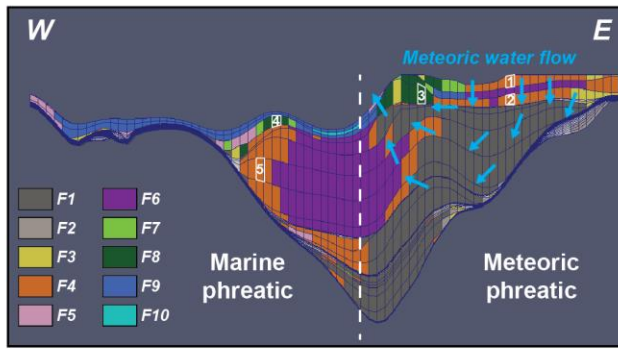 W
E
Meteoric water flow
1
2
3
4
5
F1
F6
F2
F7
F3
F8
F4
F9
F5
F10
Marine
phreatic
Meteoric
phreatic